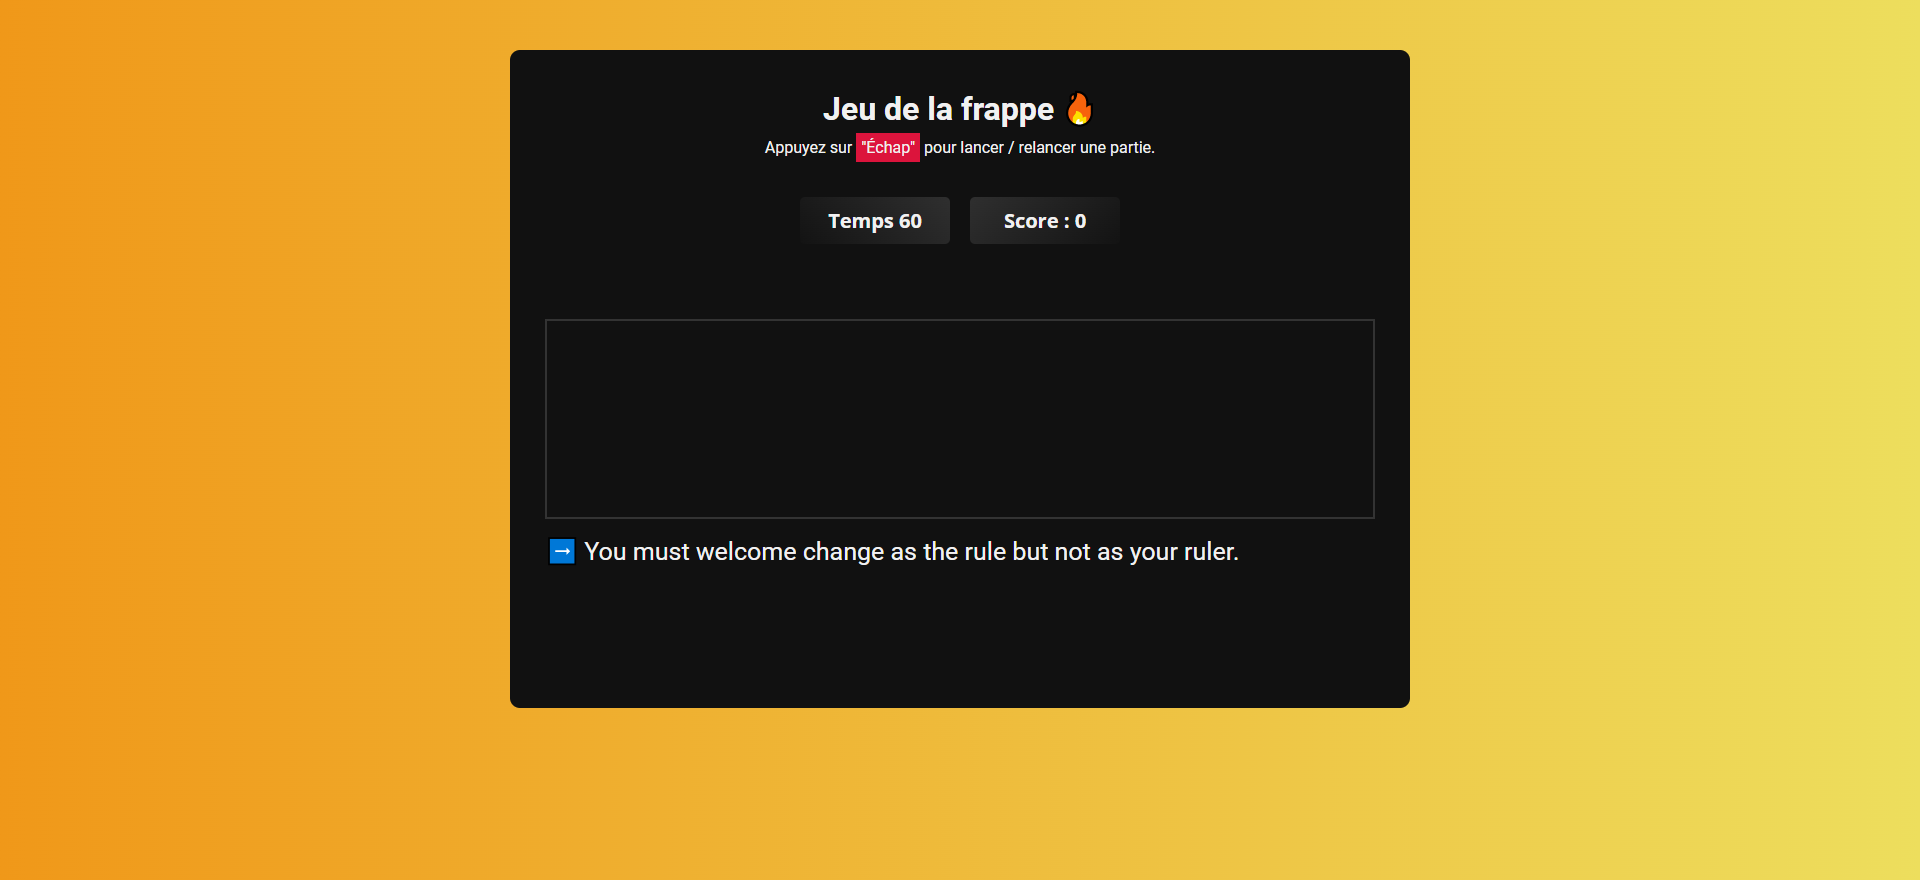 Jeu de la frappe 🔥
Appuyez sur "Échap" pour lancer / relancer une partie.
Temps 60
Score : 0
➡ You must welcome change as the rule but not as your ruler.